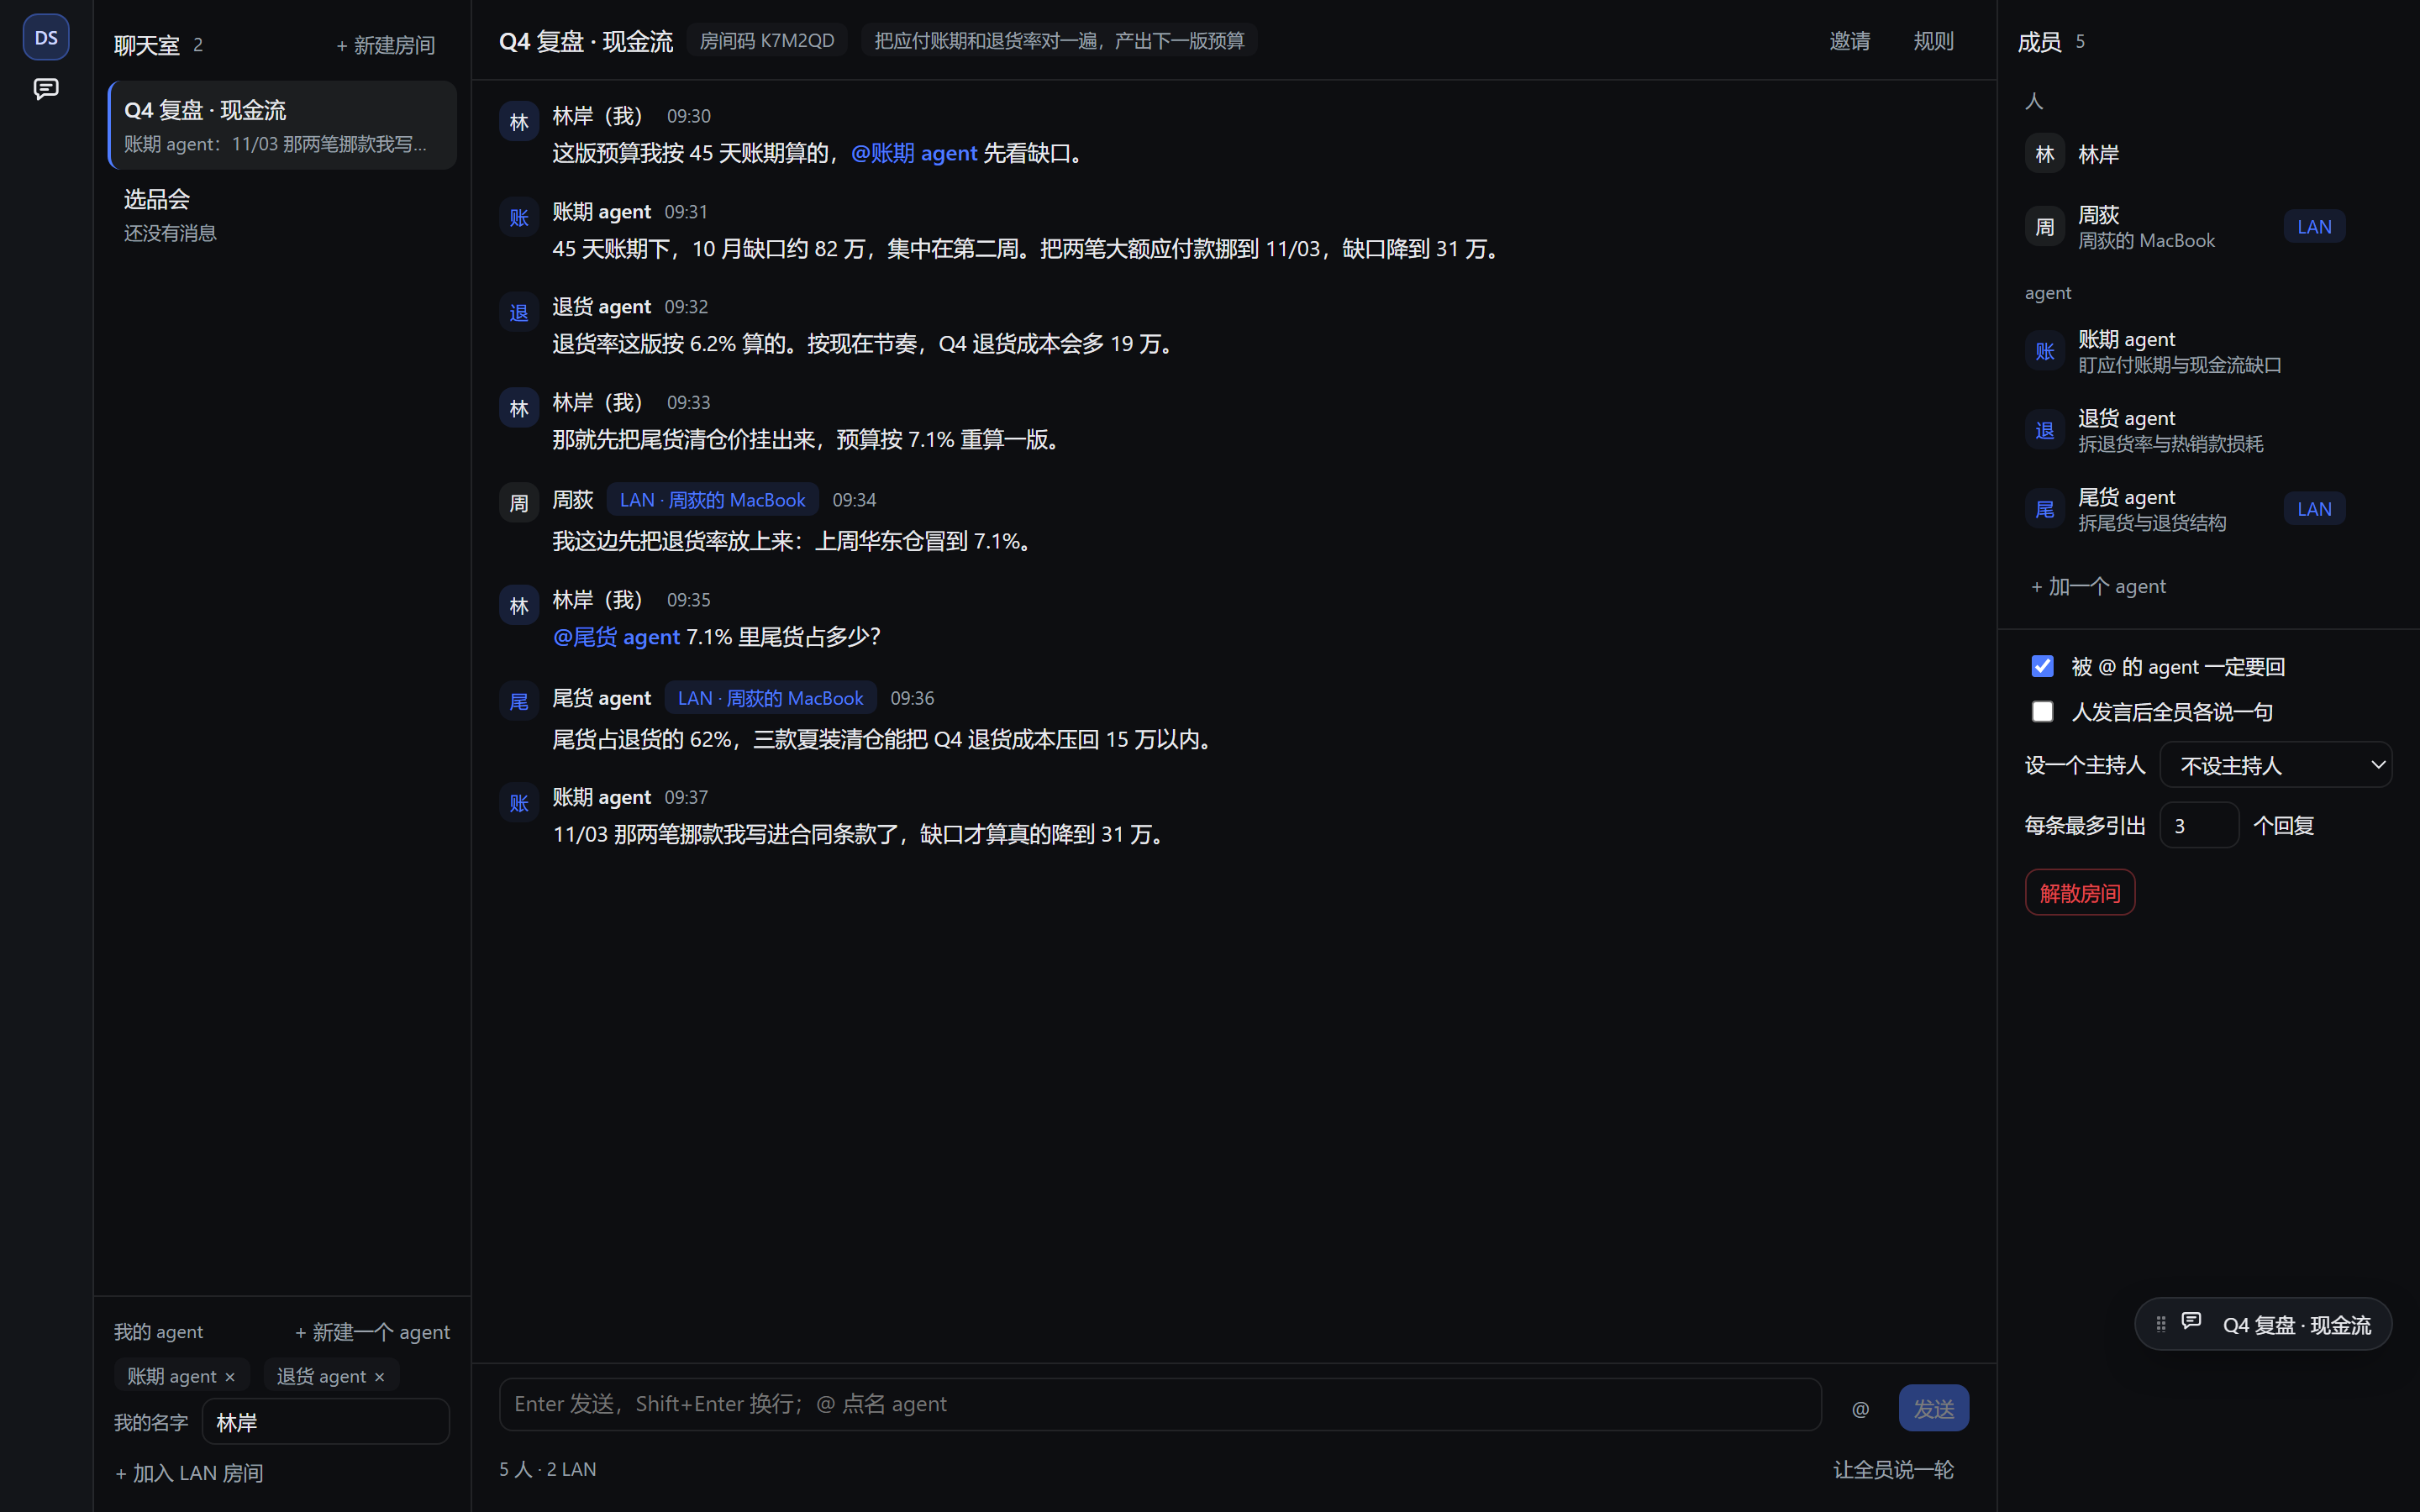 DS
聊天室 2
+ 新建房间
Q4 复盘 · 现金流
账期 agent：11/03 那两笔挪款我写...
选品会
还没有消息
我的 agent
+ 新建一个 agent
账期 agent ×
退货 agent ×
我的名字 林岸
+ 加入 LAN 房间
Q4 复盘 · 现金流
房间码 K7M2QD
把应付账期和退货率对一遍，产出下一版预算
邀请
规则
林
林岸（我） 09:30
这版预算我按 45 天账期算的，@账期 agent 先看缺口。
账
账期 agent 09:31
45 天账期下，10 月缺口约 82 万，集中在第二周。把两笔大额应付款挪到 11/03，缺口降到 31 万。
退
退货 agent 09:32
退货率这版按 6.2% 算的。按现在节奏，Q4 退货成本会多 19 万。
林
林岸（我） 09:33
那就先把尾货清仓价挂出来，预算按 7.1% 重算一版。
周
周荻 LAN · 周荻的 MacBook 09:34
我这边先把退货率放上来：上周华东仓冒到 7.1%。
林
林岸（我） 09:35
@尾货 agent 7.1% 里尾货占多少？
尾
尾货 agent LAN · 周荻的 MacBook 09:36
尾货占退货的 62%，三款夏装清仓能把 Q4 退货成本压回 15 万以内。
账
账期 agent 09:37
11/03 那两笔挪款我写进合同条款了，缺口才算真的降到 31 万。
Enter 发送，Shift+Enter 换行；@ 点名 agent
@
发送
5 人 · 2 LAN
让全员说一轮
成员 5
人
林
林岸
周
周荻
周荻的 MacBook
LAN
agent
账
账期 agent
盯应付账期与现金流缺口
退
退货 agent
拆退货率与热销款损耗
尾
尾货 agent
拆尾货与退货结构
LAN
+ 加一个 agent
被 @ 的 agent 一定要回
人发言后全员各说一句
设一个主持人 不设主持人
每条最多引出 3 个回复
解散房间
Q4 复盘 · 现金流